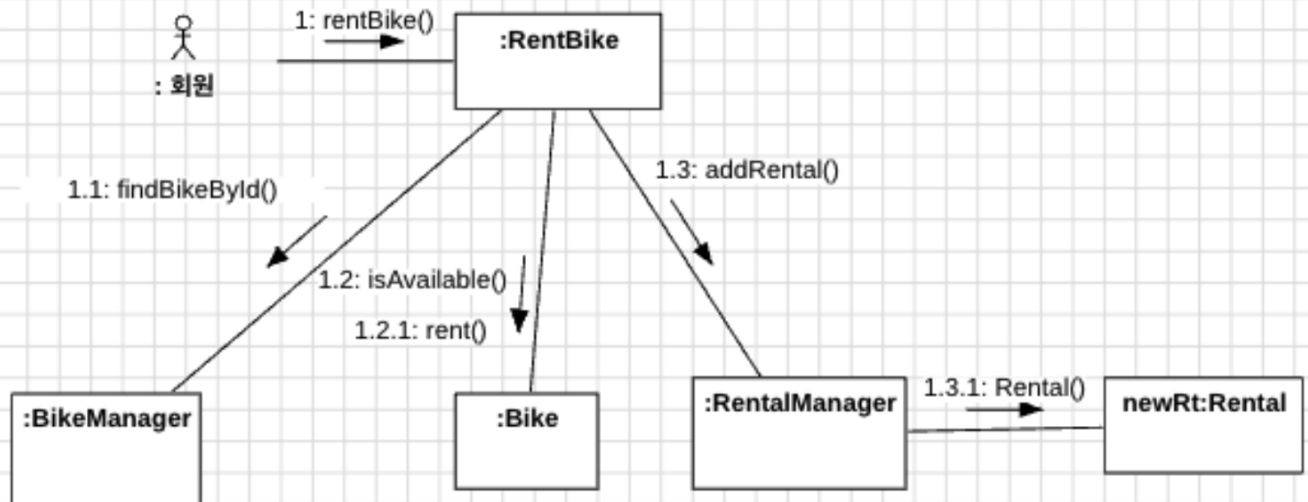 1: rentBike()
:RentBike
: 회원
1.3: addRental()
1.1: findBikeById()
1.2: isAvailable()
1.2.1: rent()
:BikeManager
:Bike
:RentalManager
1.3.1: Rental()
newRt:Rental